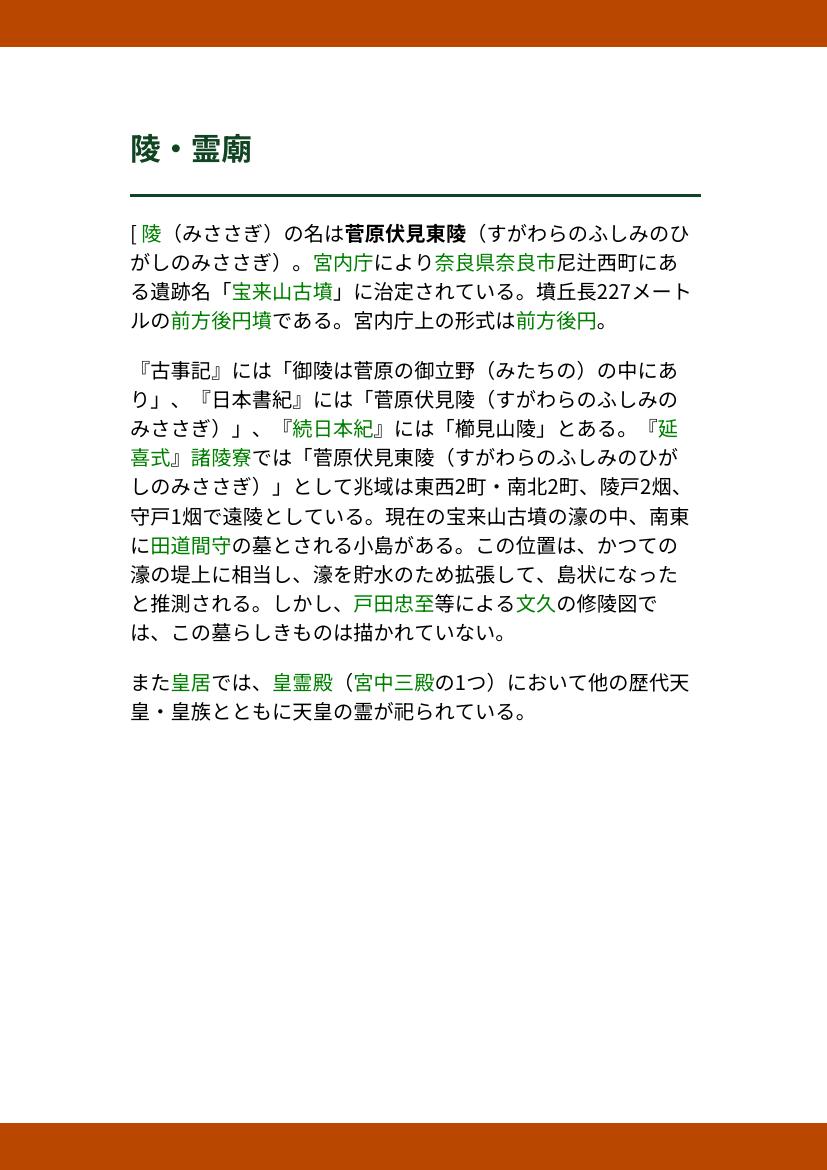 陵・霊廟
[ 陵（みささぎ）の名は菅原伏見東陵（すがわらのふしみのひ
がしのみささぎ）。宮内庁により奈良県奈良市尼辻西町にあ
る遺跡名「宝来山古墳」に治定されている。墳丘長227メート
ルの前方後円墳である。宮内庁上の形式は前方後円。
『古事記』には「御陵は菅原の御立野（みたちの）の中にあ
り」、『日本書紀』には「菅原伏見陵（すがわらのふしみの
みささぎ）」、『続日本紀』には「櫛見山陵」とある。『延
喜式』諸陵寮では「菅原伏見東陵（すがわらのふしみのひが
しのみささぎ）」として兆域は東西2町・南北2町、陵戸2烟、
守戸1烟で遠陵としている。現在の宝来山古墳の濠の中、南東
に田道間守の墓とされる小島がある。この位置は、かつての
濠の堤上に相当し、濠を貯水のため拡張して、島状になった
と推測される。しかし、戸田忠至等による文久の修陵図で
は、この墓らしきものは描かれていない。
また皇居では、皇霊殿（宮中三殿の1つ）において他の歴代天
皇・皇族とともに天皇の霊が祀られている。